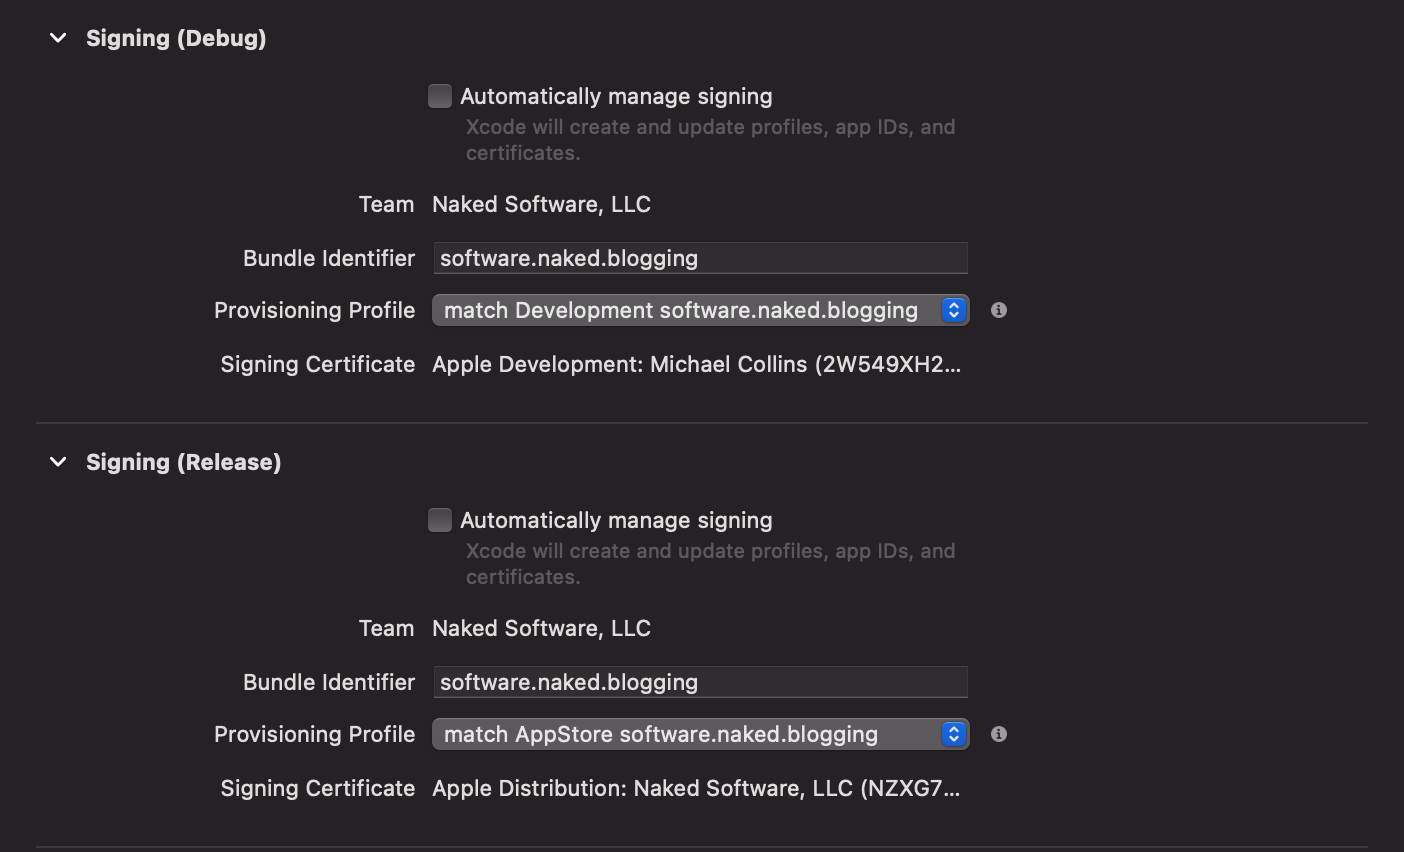 Signing (Debug)
Automatically manage signing
Xcode will create and update profiles, app IDs, and
certificates.
Team Naked Software, LLC
Bundle Identifier software.naked.blogging
Provisioning Profile match Development software.naked.blogging
Signing Certificate Apple Development: Michael Collins (2W549XH2...
Signing (Release)
Automatically manage signing
Xcode will create and update profiles, app IDs, and
certificates.
Team Naked Software, LLC
Bundle Identifier software.naked.blogging
Provisioning Profile match AppStore software.naked.blogging
Signing Certificate Apple Distribution: Naked Software, LLC (NZXG7...